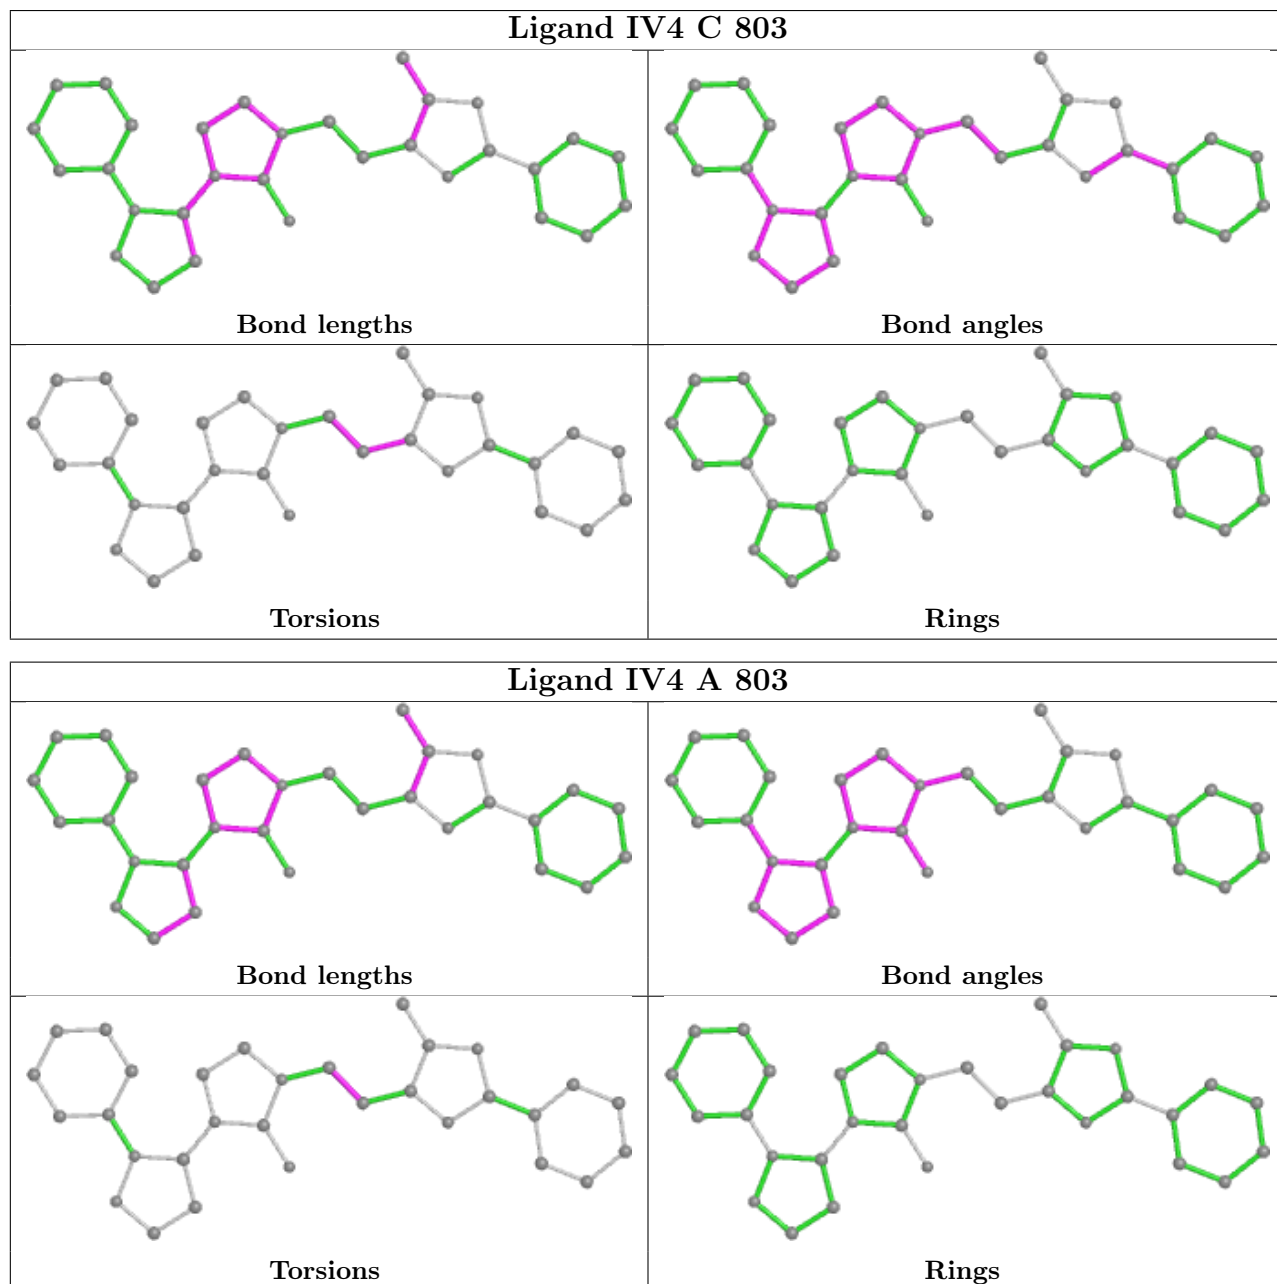 Ligand IV4 C 803
Bond lengths
Bond angles
Torsions
Rings
Ligand IV4 A 803
Bond lengths
Bond angles
Torsions
Rings